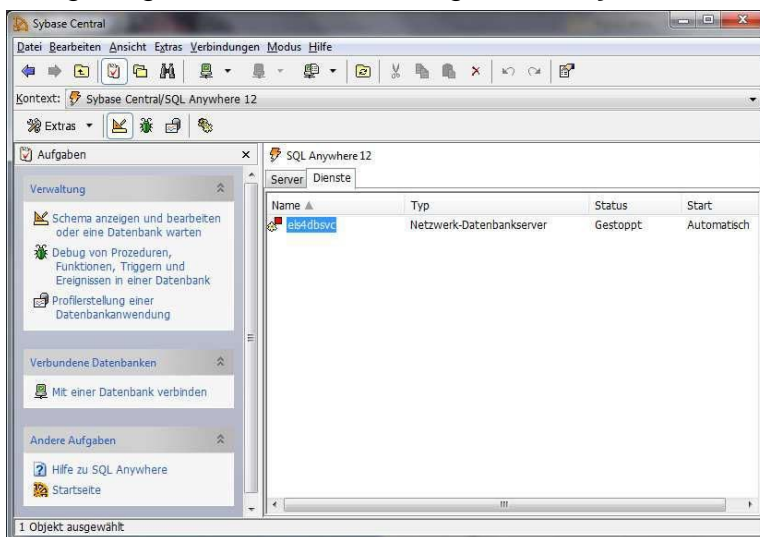 Sybase Central
Datei Bearbeiten Ansicht Extras Verbindungen Modus Hilfe
Kontext: Sybase Central/SQL Anywhere 12
Extras
Aufgaben
Verwaltung
Schema anzeigen und bearbeiten
oder eine Datenbank warten
Debug von Prozeduren,
Funktionen, Triggern und
Ereignissen in einer Datenbank
Profilerstellung einer
Datenbankanwendung
Verbundene Datenbanken
Mit einer Datenbank verbinden
Andere Aufgaben
Hilfe zu SQL Anywhere
Startseite
SQL Anywhere 12
Server Dienste
Name Typ Status Start
els4dbsvc Netzwerk-Datenbankserver Gestoppt Automatisch
1 Objekt ausgewählt